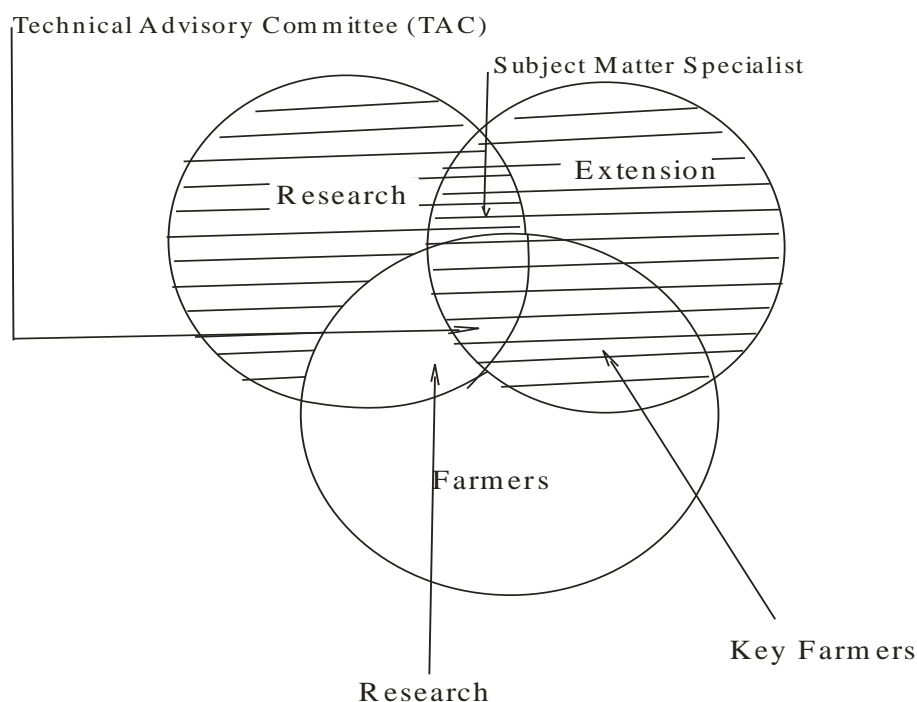 Technical Advisory Committee (TAC)
Subject Matter Specialist
Extension
Research
Farmers
Key Farmers
Research